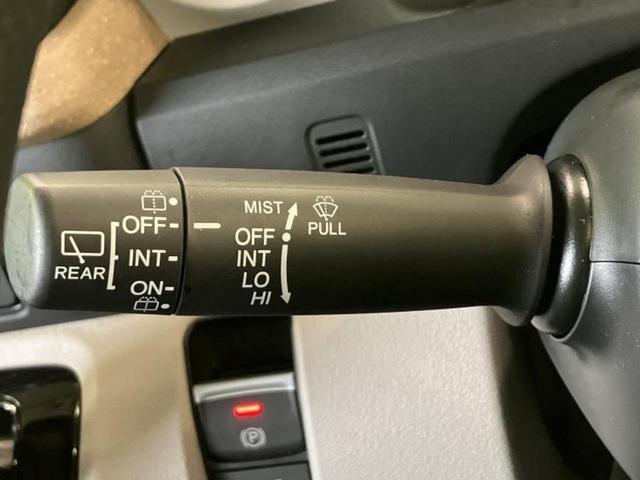 MIST
PULL
OFF
OFF
REAR
INT
INT
ON
LO
HI
P